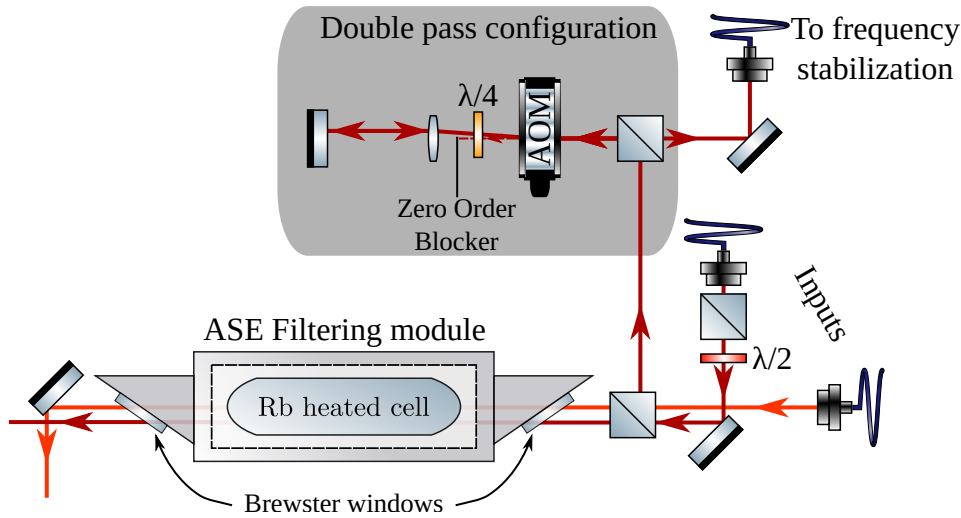 Double pass configuration
To frequency
stabilization
λ/4
AOM
Zero Order
Blocker
Inputs
λ/2
ASE Filtering module
Rb heated cell
Brewster windows